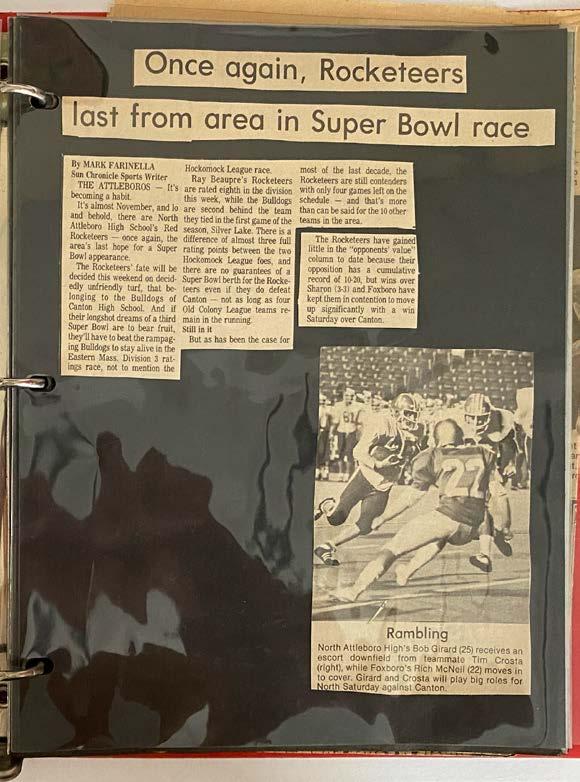 Once again, Rocketeers
last from area in Super Bowl race
By MARK FARINELLA
Sun Chronicle Sports Writer
THE ATTLEBOROS — It's
becoming a habit.
It's almost November, and lo
and behold, there are North
Attleboro High School's Red
Rocketeers — once again, the
area's last hope for a Super
Bowl appearance.
The Rocketeers' fate will be
decided this weekend on decid-
edly unfriendly turf, that be-
longing to the Bulldogs of
Canton High School. And if
their longshot dreams of a third
Super Bowl are to bear fruit,
they'll have to beat the rampag-
ing Bulldogs to stay alive in the
Eastern Mass. Division 3 rat-
ings race, not to mention the
Hockomock League race.
Ray Beaupre's Rocketeers
are rated eighth in the division
this week, while the Bulldogs
are second behind the team
they tied in the first game of the
season, Silver Lake. There is a
difference of almost three full
rating points between the two
Hockomock League foes, and
there are no guarantees of a
Super Bowl berth for the Rocke-
teers even if they do defeat
Canton — not as long as four
Old Colony League teams re-
main in the running.
Still in it
But as has been the case for
most of the last decade, the
Rocketeers are still contenders
with only four games left on the
schedule — and that's more
than can be said for the 10 other
teams in the area.
The Rocketeers have gained
little in the "opponents' value"
column to date because their
opposition has a cumulative
record of 10-20, but wins over
Sharon (3-3) and Foxboro have
kept them in contention to move
up significantly with a win
Saturday over Canton.
81
22
Rambling
North Attleboro High's Bob Girard (25) receives an
escort downfield from teammate Tim Crosta
(right), while Foxboro's Rich McNeil (22) moves in
to cover. Girard and Crosta will play big roles for
North Saturday against Canton.